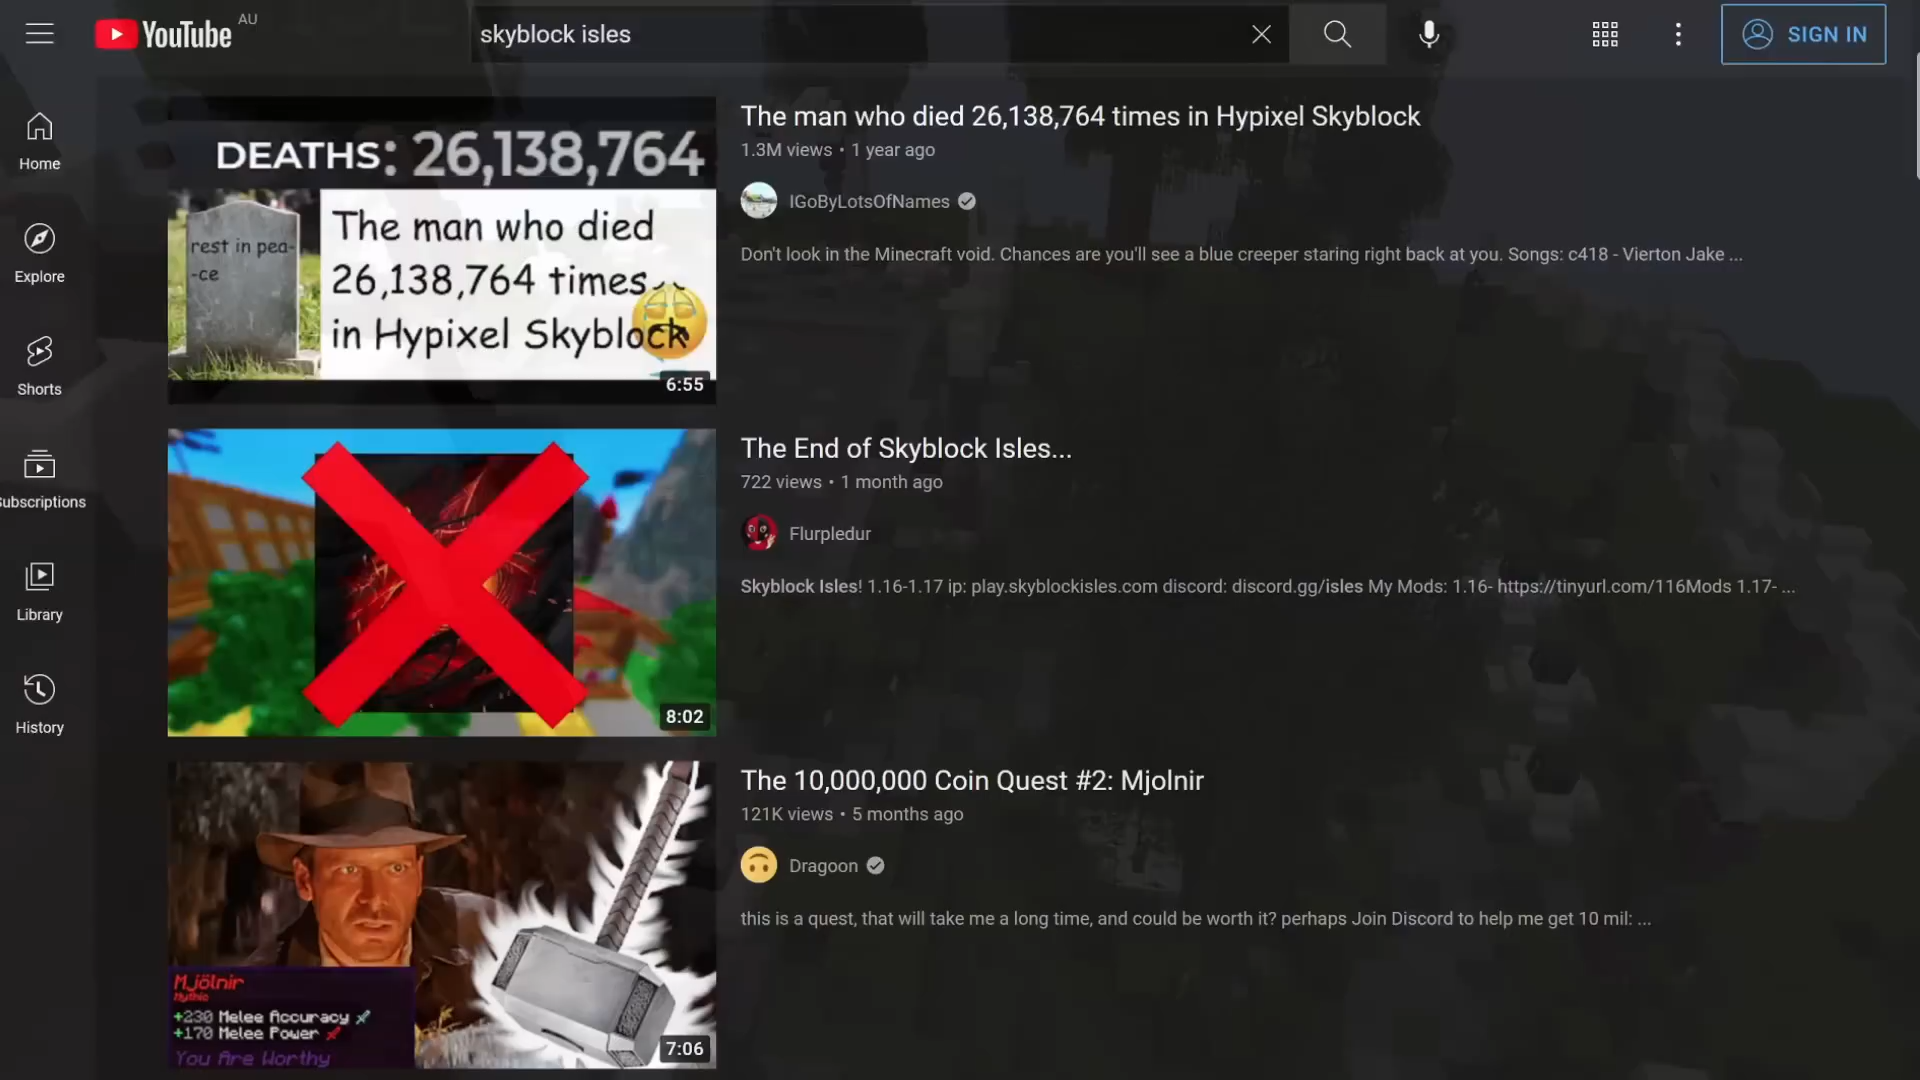 YouTube AU
skyblock isles
SIGN IN
Home
Explore
Shorts
Subscriptions
Library
History
DEATHS: 26,138,764
rest in pea-
-ce
The man who died
26,138,764 times
in Hypixel Skyblock
6:55
The man who died 26,138,764 times in Hypixel Skyblock
1.3M views • 1 year ago
IGoByLotsOfNames
Don't look in the Minecraft void. Chances are you'll see a blue creeper staring right back at you. Songs: c418 - Vierton Jake ...
8:02
The End of Skyblock Isles...
722 views • 1 month ago
Flurpledur
Skyblock Isles! 1.16-1.17 ip: play.skyblockisles.com discord: discord.gg/isles My Mods: 1.16- https://tinyurl.com/116Mods 1.17- ...
Mjölnir
Mythic
+230 Melee Accuracy
+170 Melee Power
You Are Worthy
7:06
The 10,000,000 Coin Quest #2: Mjolnir
121K views • 5 months ago
Dragoon
this is a quest, that will take me a long time, and could be worth it? perhaps Join Discord to help me get 10 mil: ...